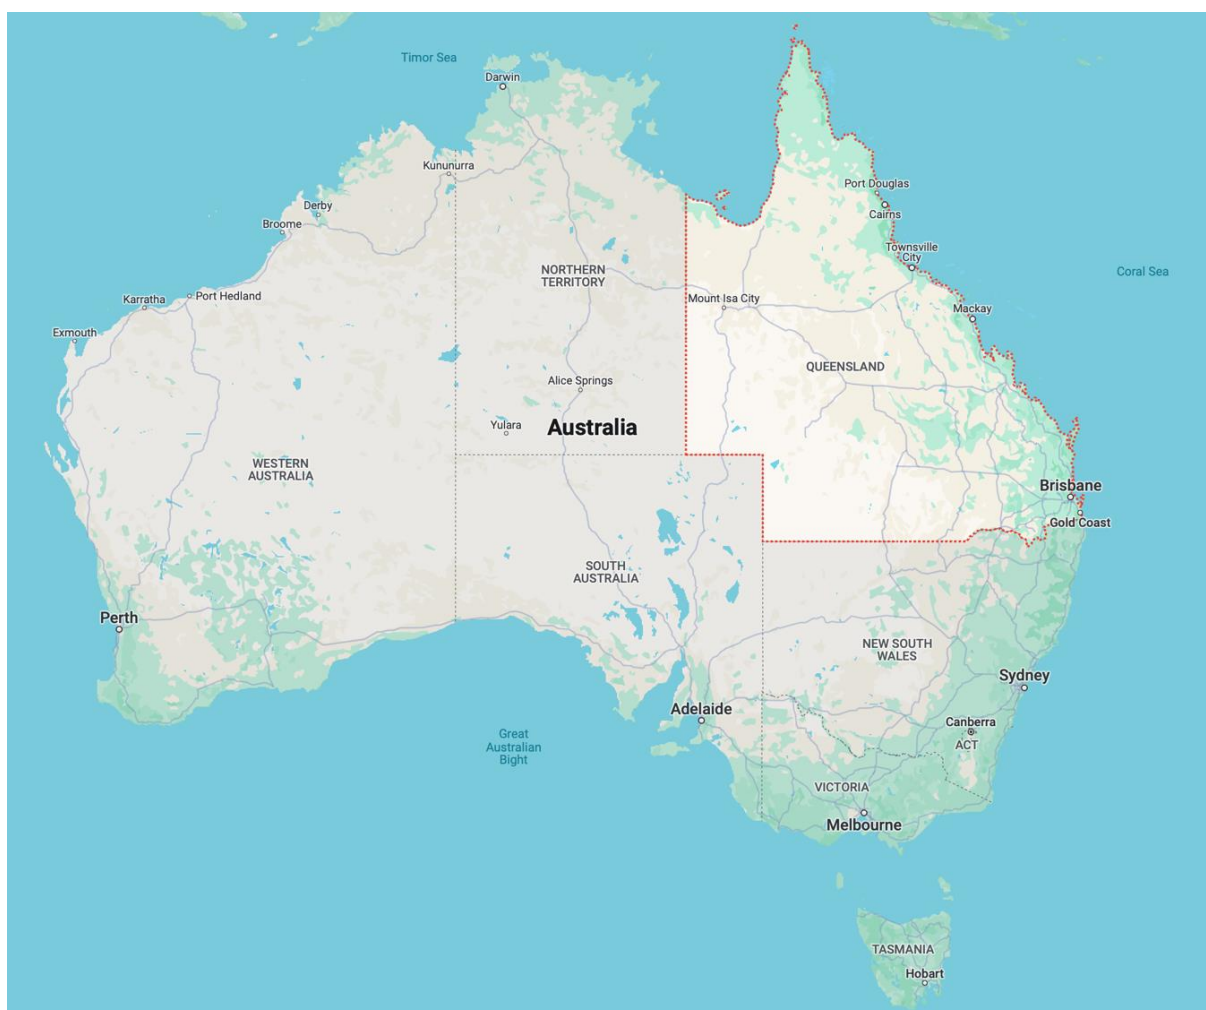 Timor Sea
Darwin
Kununurra
Port Douglas
Derby
Cairns
Broome
Townsville
City
NORTHERN
TERRITORY
Coral Sea
Karratha
Port Hedland
Mount Isa City
Mackay
Exmouth
QUEENSLAND
Alice Springs
Yulara
Australia
WESTERN
AUSTRALIA
Brisbane
Gold Coast
SOUTH
AUSTRALIA
Perth
NEW SOUTH
WALES
Sydney
Adelaide
Canberra
ACT
Great
Australian
Bight
VICTORIA
Melbourne
TASMANIA
Hobart